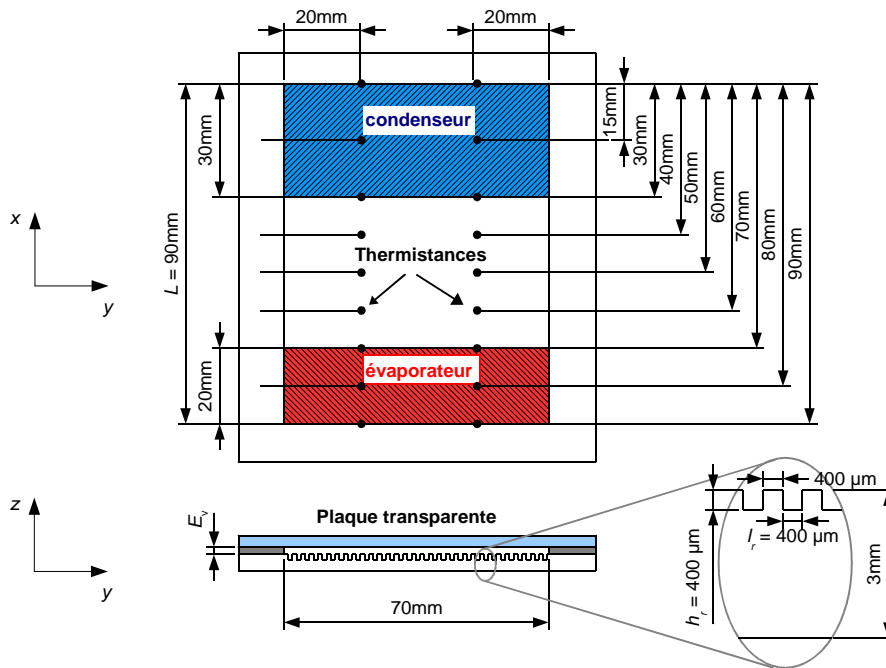 20mm
20mm
condenseur
15mm
30mm
30mm
40mm
50mm
60mm
70mm
80mm
90mm
x
y
L = 90mm
Thermistances
évaporateur
20mm
z
y
E_v
Plaque transparente
70mm
400 µm
l_r = 400 µm
h_r = 400 µm
3mm